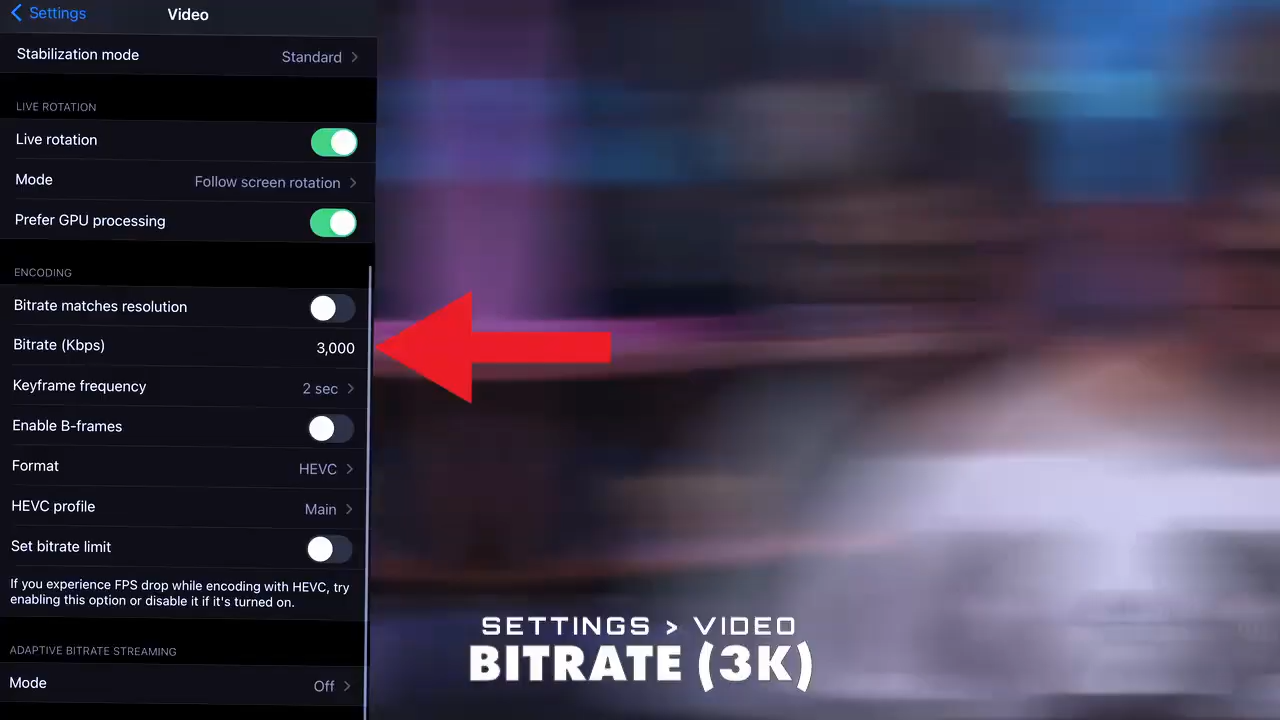 Settings
Video
Stabilization mode
Standard
LIVE ROTATION
Live rotation
Mode
Follow screen rotation
Prefer GPU processing
ENCODING
Bitrate matches resolution
Bitrate (Kbps)
3,000
Keyframe frequency
2 sec
Enable B-frames
Format
HEVC
HEVC profile
Main
Set bitrate limit
If you experience FPS drop while encoding with HEVC, try
enabling this option or disable it if it's turned on.
ADAPTIVE BITRATE STREAMING
Mode
Off
SETTINGS > VIDEO
BITRATE (3K)